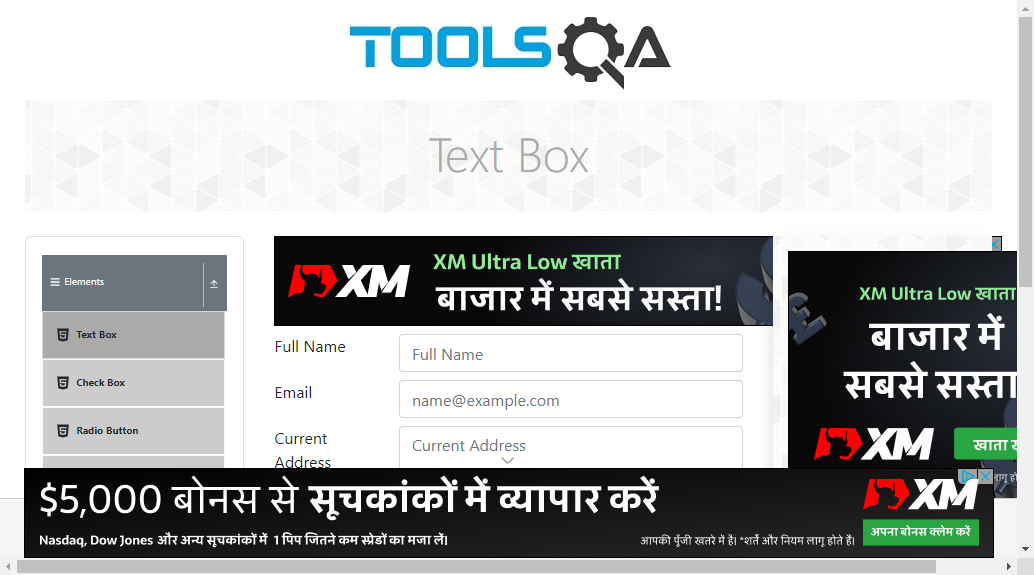 TOOLSQA
Text Box
Elements
Text Box
Check Box
Radio Button
XM
XM Ultra Low खाता
बाजार में सबसे सस्ता!
Full Name
Full Name
Email
name@example.com
Current
Address
Current Address
XM Ultra Low खाता
बाजार में
सबसे सस्ता
XM
खाता
लागू हो
$5,000 बोनस से सूचकांकों में व्यापार करें
Nasdaq, Dow Jones और अन्य सूचकांकों में 1 पिप जितने कम स्प्रेडों का मजा लें।
आपकी पूँजी खतरे में है। *शर्तें और नियम लागू होते हैं।
XM
अपना बोनस क्लेम करें